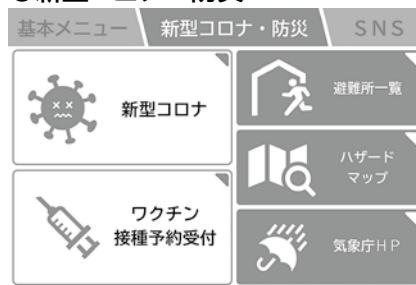 基本メニュー
新型コロナ・防災
SNS
新型コロナ
避難所一覧
ハザード
マップ
ワクチン
接種予約受付
気象庁HP